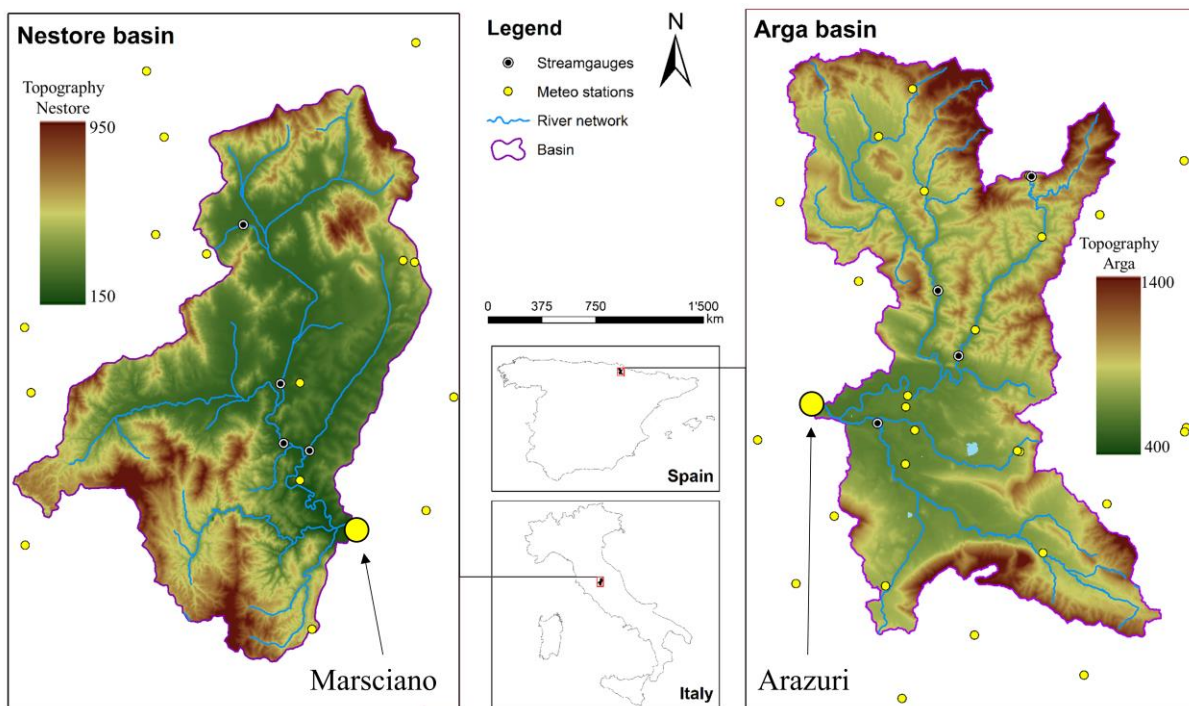 Nestore basin
Topography
Nestore
950
150
Marsciano
Legend
N
Streamgauges
Meteo stations
River network
Basin
0 375 750 1'500
km
Spain
Italy
Arga basin
Topography
Arga
1400
400
Arazuri